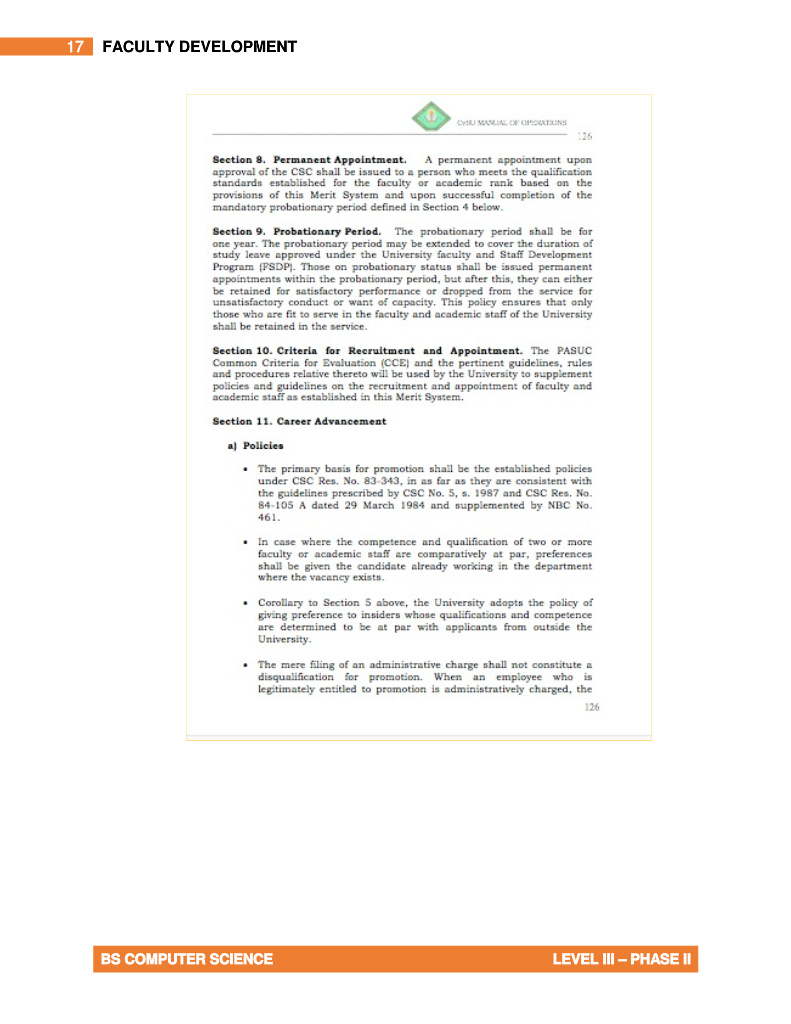 17 FACULTY DEVELOPMENT
CvSU MANUAL OF OPERATIONS
126
Section 8. Permanent Appointment. A permanent appointment upon
approval of the CSC shall be issued to a person who meets the qualification
standards established for the faculty or academic rank based on the
provisions of this Merit System and upon successful completion of the
mandatory probationary period defined in Section 4 below.
Section 9. Probationary Period. The probationary period shall be for
one year. The probationary period may be extended to cover the duration of
study leave approved under the University faculty and Staff Development
Program (FSDP). Those on probationary status shall be issued permanent
appointments within the probationary period, but after this, they can either
be retained for satisfactory performance or dropped from the service for
unsatisfactory conduct or want of capacity. This policy ensures that only
those who are fit to serve in the faculty and academic staff of the University
shall be retained in the service.
Section 10. Criteria for Recruitment and Appointment. The PASUC
Common Criteria for Evaluation (CCE) and the pertinent guidelines, rules
and procedures relative thereto will be used by the University to supplement
policies and guidelines on the recruitment and appointment of faculty and
academic staff as established in this Merit System.
Section 11. Career Advancement
a) Policies
• The primary basis for promotion shall be the established policies
under CSC Res. No. 83-343, in as far as they are consistent with
the guidelines prescribed by CSC No. 5, s. 1987 and CSC Res. No.
84-105 A dated 29 March 1984 and supplemented by NBC No.
461.
• In case where the competence and qualification of two or more
faculty or academic staff are comparatively at par, preferences
shall be given the candidate already working in the department
where the vacancy exists.
• Corollary to Section 5 above, the University adopts the policy of
giving preference to insiders whose qualifications and competence
are determined to be at par with applicants from outside the
University.
• The mere filing of an administrative charge shall not constitute a
disqualification for promotion. When an employee who is
legitimately entitled to promotion is administratively charged, the
126
BS COMPUTER SCIENCE LEVEL III – PHASE II